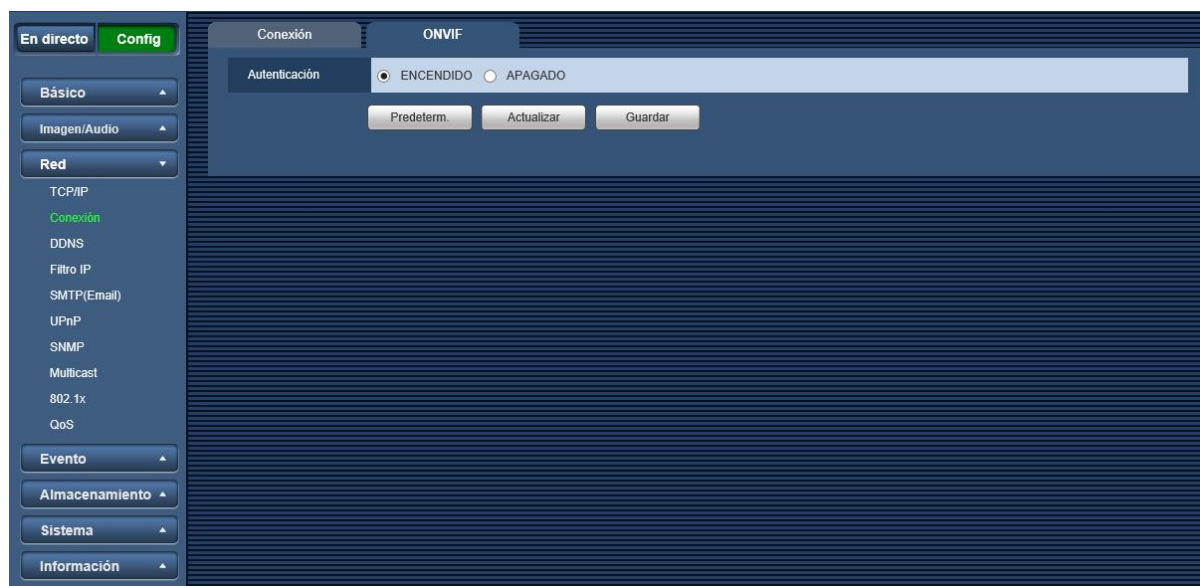 En directo Config
Básico
Imagen/Audio
Red
TCP/IP
Conexión
DDNS
Filtro IP
SMTP(Email)
UPnP
SNMP
Multicast
802.1x
QoS
Evento
Almacenamiento
Sistema
Información
Conexión ONVIF
Autenticación ENCENDIDO APAGADO
Predeterm. Actualizar Guardar